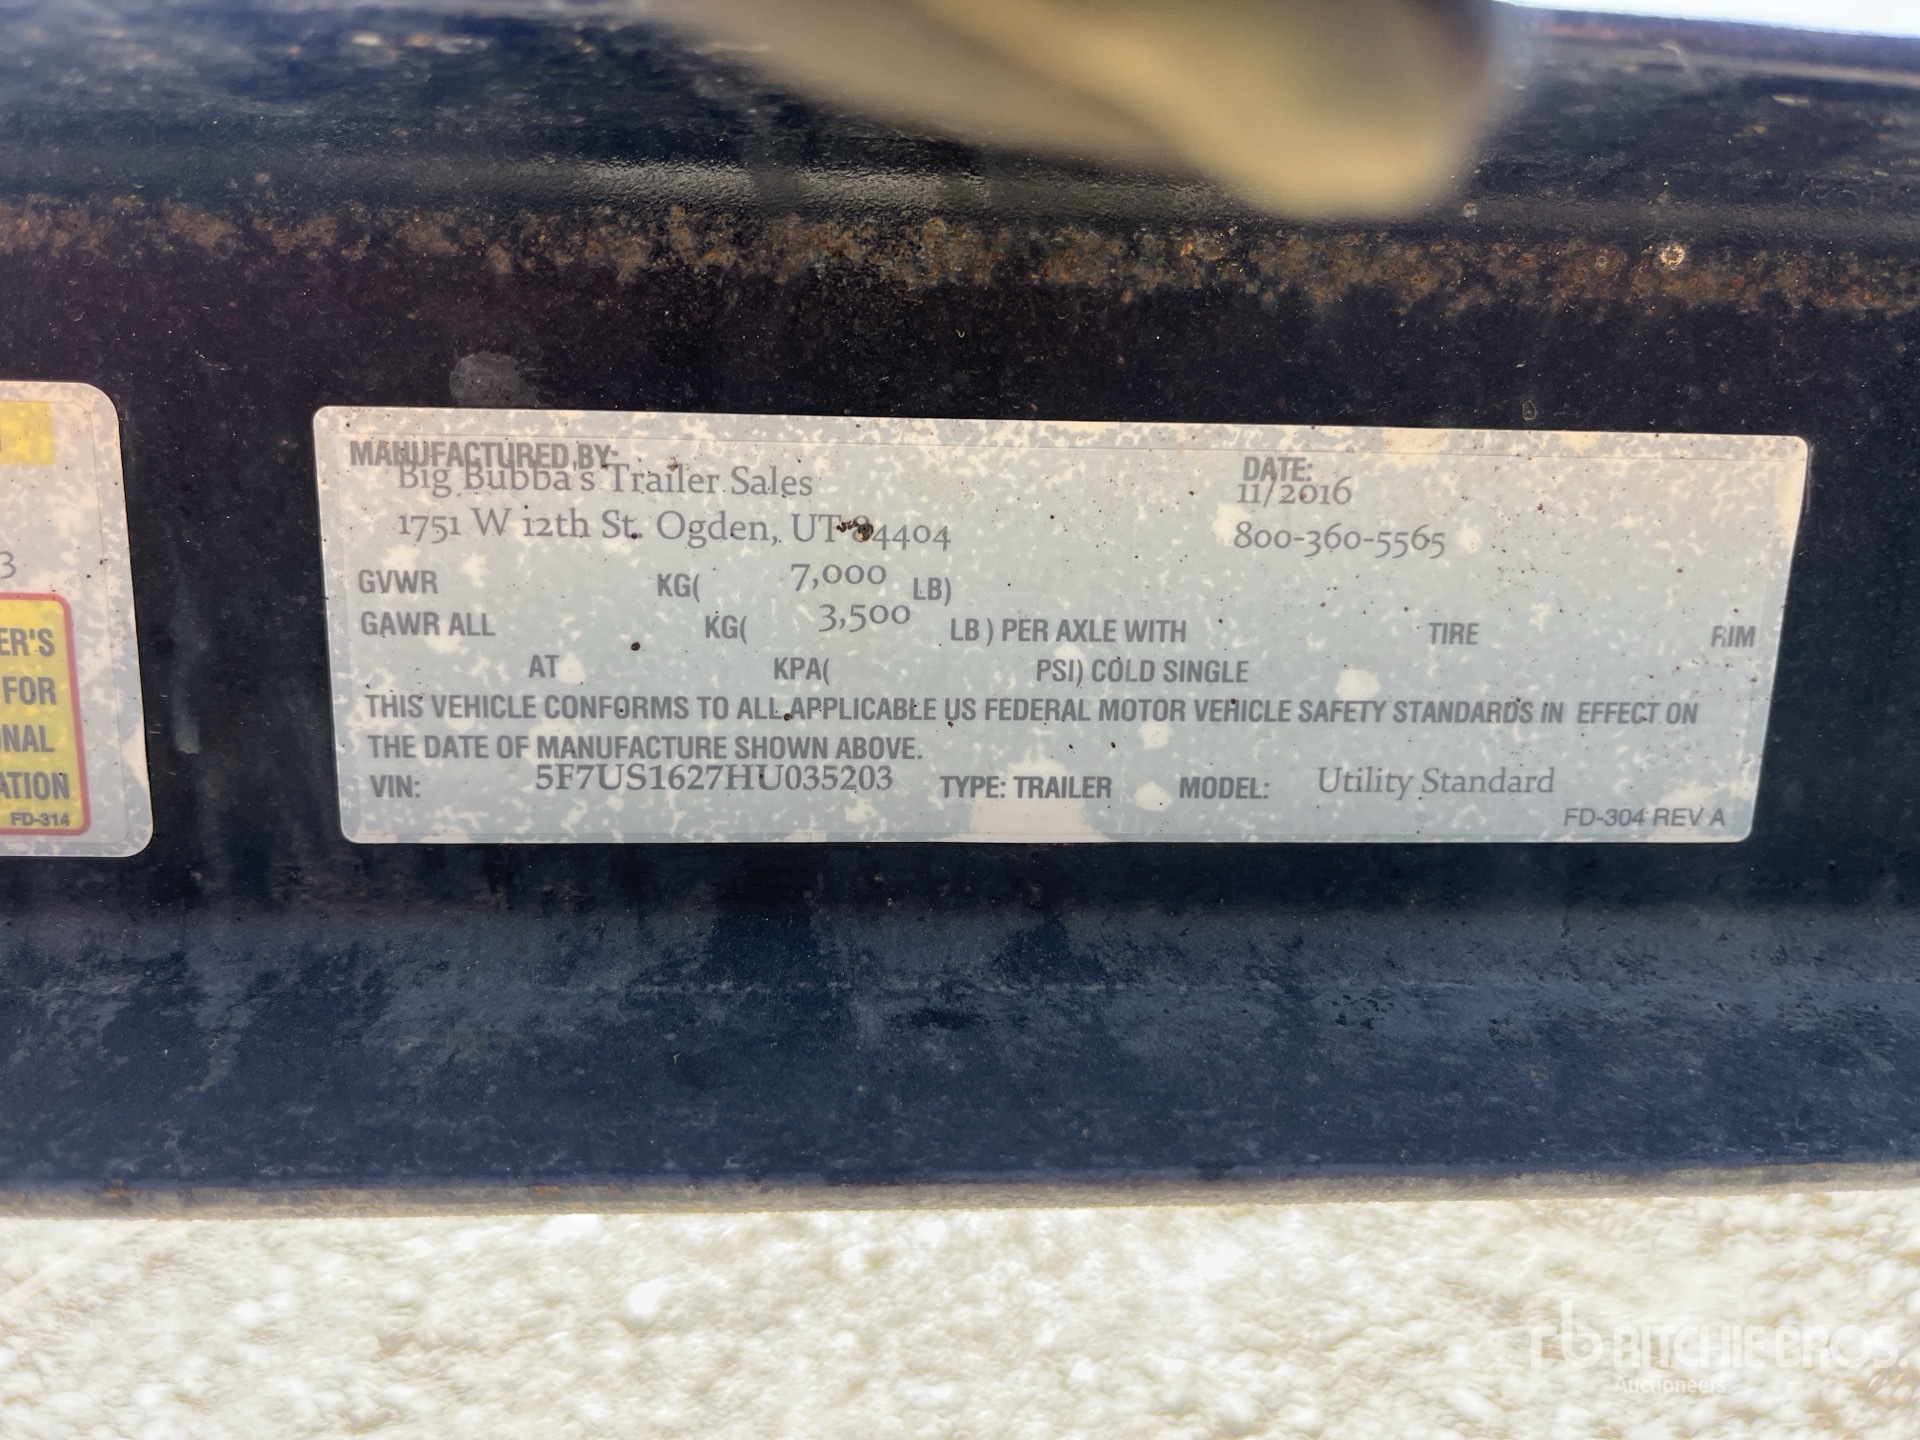 3
ER'S
FOR
NAL
ATION
FD-314
MANUFACTURED BY:
Big Bubba's Trailer Sales
1751 W 12th St. Ogden, UT 84404
DATE:
11/2016
800-360-5565
GVWR KG( 7,000 LB)
GAWR ALL KG( 3,500 LB ) PER AXLE WITH TIRE RIM
AT KPA( PSI) COLD SINGLE
THIS VEHICLE CONFORMS TO ALL APPLICABLE US FEDERAL MOTOR VEHICLE SAFETY STANDARDS IN EFFECT ON
THE DATE OF MANUFACTURE SHOWN ABOVE.
VIN: 5F7US1627HU035203 TYPE: TRAILER MODEL: Utility Standard
FD-304 REV A
rb RITCHIE BROS.
Auctioneers